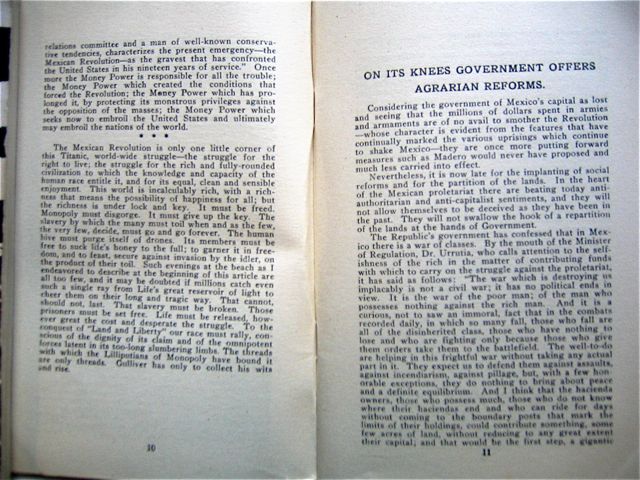 relations committee and a man of well-known conserva-
tive tendencies, characterizes the present emergency—the
Mexican Revolution—as the gravest that has confronted
the United States in his nineteen years of service." Once
more the Money Power is responsible for all the trouble;
the Money Power which created the conditions that
forced the Revolution; the Money Power which has pro-
longed it, by protecting its monstrous privileges against
the opposition of the masses; the Money Power which
seeks now to embroil the United States and ultimately
may embroil the nations of the world.
* * *
The Mexican Revolution is only one little corner of
this Titanic, world-wide struggle—the struggle for the
right to live; the struggle for the rich and fully-rounded
civilization to which the knowledge and capacity of the
human race entitle it, and for its equal, clean and sensible
enjoyment. This world is incalculably rich, with a rich-
ness that means the possibility of happiness for all; but
the richness is under lock and key. It must be freed.
Monopoly must disgorge. It must give up the key. The
slavery by which the many must toil when and as the few,
the very few, decide, must go and go forever. The human
hive must purge itself of drones. Its members must be
free to suck life's honey to the full; to garner it in free-
dom, and to feast, secure against invasion by the idler, on
the product of their toil. Such evenings at the beach as I
endeavored to describe at the beginning of this article are
all too few, and it may be doubted if millions catch even
such a single ray from Life's great reservoir of light to
cheer them on their long and tragic way. That cannot,
should not, last. That slavery must be broken. Those
prisoners must be set free. Life must be released, how-
ever great the cost and desperate the struggle. To the
conquest of "Land and Liberty" our race must rally, con-
scious of the dignity of its claim and of the omnipotent
forces latent in its too-long slumbering limbs. The threads
with which the Lilliputians of Monopoly have bound it
are only threads. Gulliver has only to collect his wits
and rise.
10
ON ITS KNEES GOVERNMENT OFFERS
AGRARIAN REFORMS.
Considering the government of Mexico's capital as lost
and seeing that the millions of dollars spent in armies
and armaments are of no avail to smother the Revolution
—whose character is evident from the features that have
continually marked the various uprisings which continue
to shake Mexico—they are once more putting forward
measures such as Madero would never have proposed and
much less carried into effect.
Nevertheless, it is now late for the implanting of social
reforms and for the partition of the lands. In the heart
of the Mexican proletariat there are beating today anti-
authoritarian and anti-capitalist sentiments, and they will
not allow themselves to be deceived as they have been in
the past. They will not swallow the hook of a repartition
of the lands at the hands of Government.
The Republic's government has confessed that in Mex-
ico there is a war of classes. By the mouth of the Minister
of Regulation, Dr. Urrutia, who calls attention to the self-
ishness of the rich in the matter of contributing funds
with which to carry on the struggle against the proletariat,
it has said as follows: "The war which is destroying us
implacably is not a civil war; it has no political ends in
view. It is the war of the poor man; of the man who
possesses nothing against the rich man. And it is a
curious, not to saw an immoral, fact that in the combats
recorded daily, in which so many fall, those who fall are
all of the disinherited class, those who have nothing to
lose and who are fighting only because those who give
them orders take them to the battlefield. The well-to-do
are helping in this frightful war without taking any actual
part in it. They expect us to defend them against assaults,
against incendiarism, against pillage, but, with a few hon-
orable exceptions, they do nothing to bring about peace
and a definite equilibrium. And I think that the hacienda
owners, those who possess much, those who do not know
where their haciendas end and who can ride for days
without coming to the boundary posts that mark the
limits of their holdings, could contribute something, some
few acres of land, without reducing to any great extent
their capital; and that would be the first step, a gigantic
11